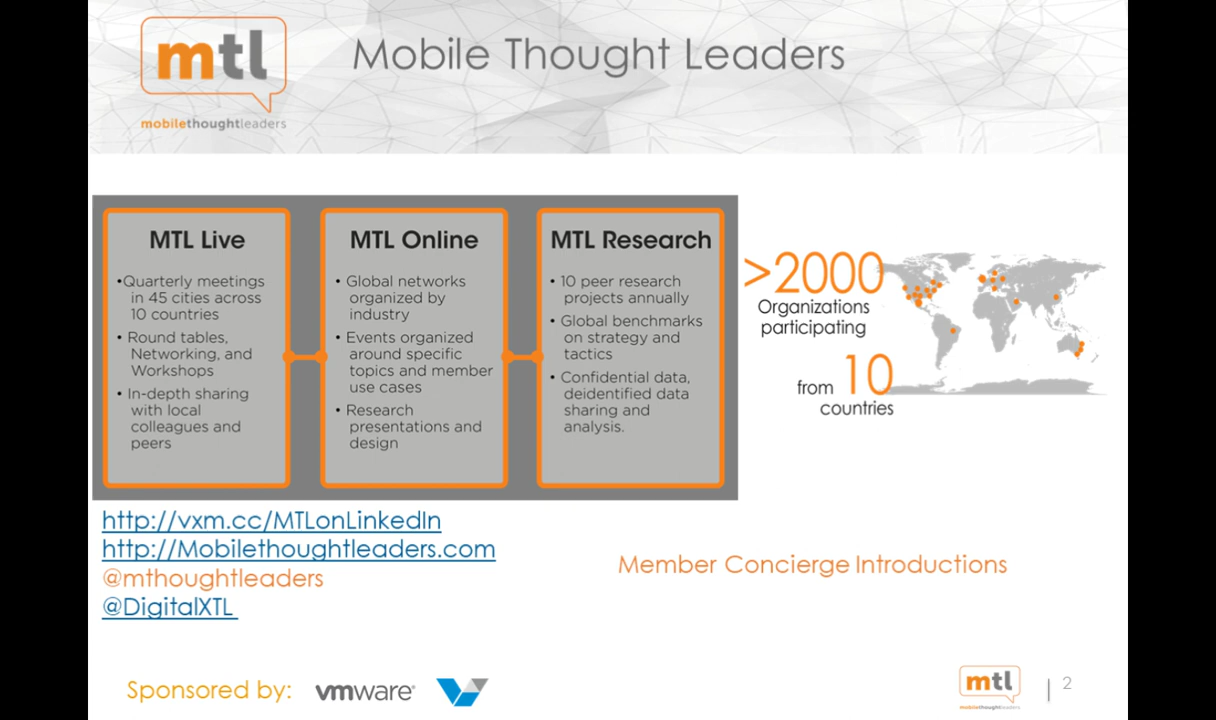 mtl
mobilethoughtleaders
Mobile Thought Leaders
MTL Live
•Quarterly meetings
in 45 cities across
10 countries
• Round tables,
Networking, and
Workshops
• In-depth sharing
with local
colleagues and
peers
MTL Online
• Global networks
organized by
industry
• Events organized
around specific
topics and member
use cases
• Research
presentations and
design
MTL Research
• 10 peer research
projects annually
• Global benchmarks
on strategy and
tactics
• Confidential data,
deidentified data
sharing and
analysis.
>2000
Organizations
participating
from 10
countries
http://vxm.cc/MTLonLinkedIn
http://Mobilethoughtleaders.com
@mthoughtleaders
@DigitalXTL
Member Concierge Introductions
Sponsored by: vmware®
mtl
mobilethoughtleaders
| 2